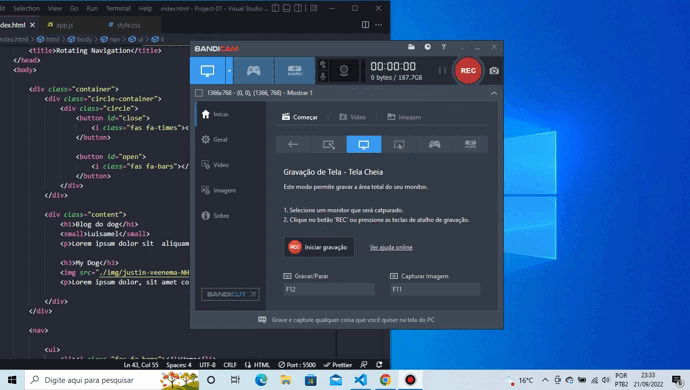 Edit Selection View Go Run Terminal Help
index.html - Project-01 - Visual Studio ...
index.html
app.js
style.css
index.html > html > body > nav > ul > li
<title>Rotating Navigation</title>
</head>
<body>
<div class="container">
<div class="circle-container">
<div class="circle">
<button id="close">
<i class="fas fa-times"></
</button>
<button id="open">
<i class="fas fa-bars"></
</button>
</div>
</div>
<div class="content">
<h1>Blog do dog</h1>
<small>Luisamel</small>
<p>Lorem ipsum dolor sit aliquam
<h3>My Dog</h3>
<img src="./img/justin-veenema-NH
<p>Lorem ipsum dolor, sit amet co
</div>
</div>
<nav>
<ul>
Ln 43, Col 55 Spaces: 4 UTF-8 CRLF HTML Port : 5500 Prettier
BANDICAM
HDMI
00:00:00
0 bytes / 187.7GB
REC
1366x768 - (0, 0), (1366, 768) - Mostrar 1
Início
Geral
Vídeo
Imagem
Sobre
BANDICUT
Começar
Vídeo
Imagem
HDMI
Gravação de Tela - Tela Cheia
Este modo permite gravar a área total do seu monitor.
1. Selecione um monitor que será catpurado.
2. Clique no botão 'REC' ou pressione as teclas de atalho de gravação.
REC Iniciar gravação
Ver ajuda online
Gravar/Parar
F12
Capturar Imagem
F11
Grave e capture qualquer coisa que você quiser na tela do PC.
Digite aqui para pesquisar
16°C
POR
PTB2
23:33
21/09/2022